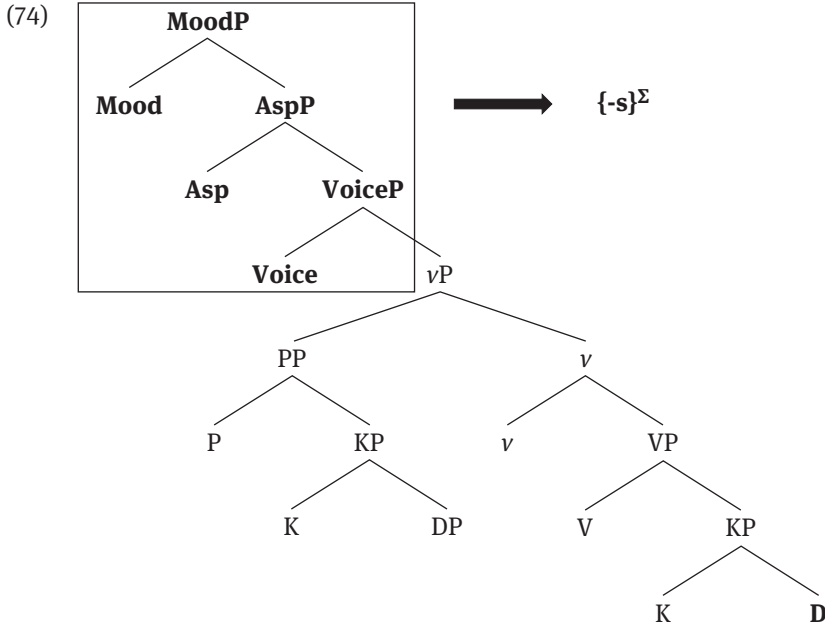 (74) MoodP
Mood AspP {-s}Σ
Asp VoiceP
Voice vP
PP v
P KP v VP
K DP V KP
K D